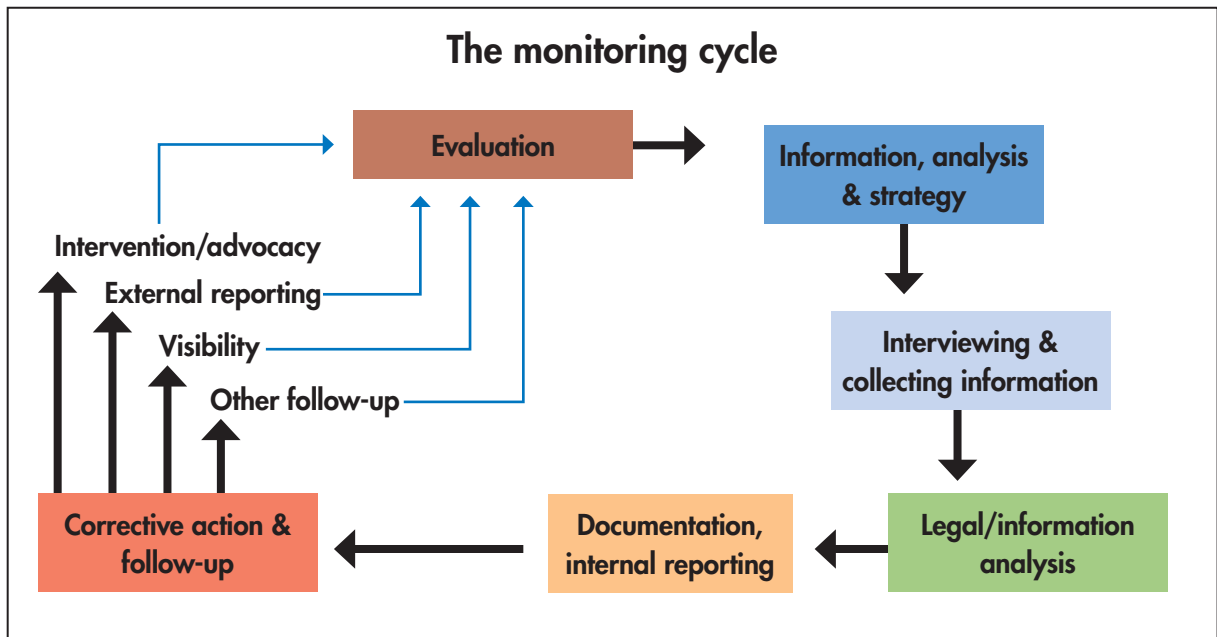 The monitoring cycle
Evaluation
Information, analysis
& strategy
Intervention/advocacy
External reporting
Visibility
Other follow-up
Interviewing &
collecting information
Corrective action &
follow-up
Documentation,
internal reporting
Legal/information
analysis